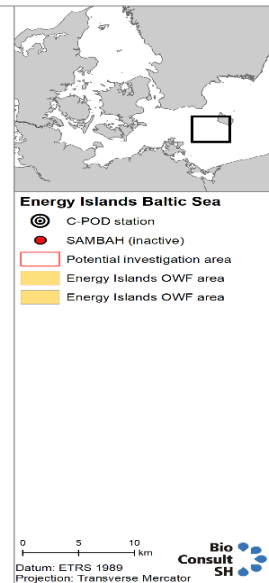 Energy Islands Baltic Sea
C-POD station
SAMBAH (inactive)
Potential investigation area
Energy Islands OWF area
Energy Islands OWF area
0 5 10
km
Bio
Consult
SH
Datum: ETRS 1989
Projection: Transverse Mercator